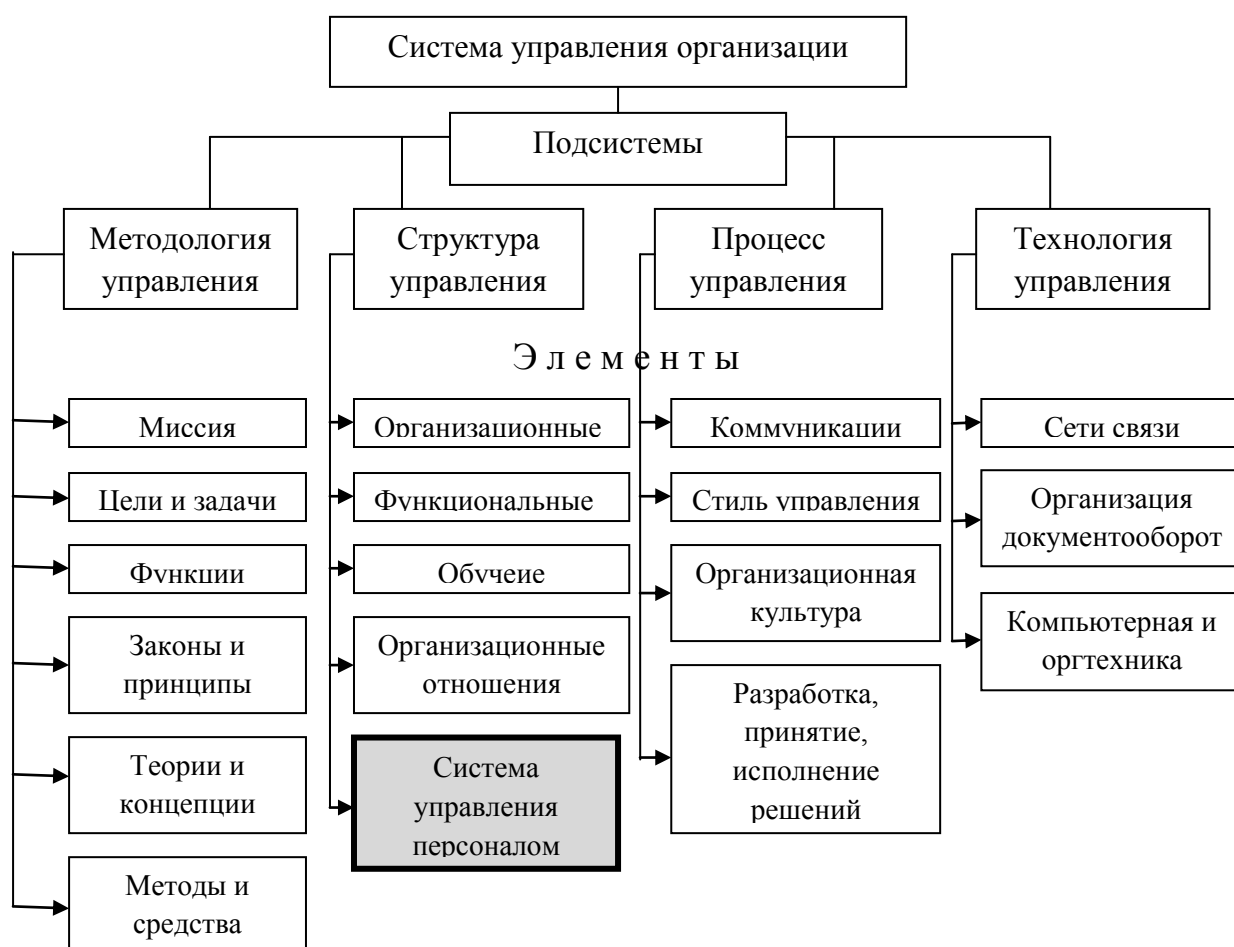 Система управления организации
Подсистемы
Методология
управления
Структура
управления
Процесс
управления
Технология
управления
Э л е м е н т ы
Миссия
Цели и задачи
Функции
Законы и
принципы
Теории и
концепции
Методы и
средства
Организационные
Функциональные
Обучеие
Организационные
отношения
Система
управления
персоналом
Коммуникации
Стиль управления
Организационная
культура
Разработка,
принятие,
исполнение
решений
Сети связи
Организация
документооборот
Компьютерная и
оргтехника